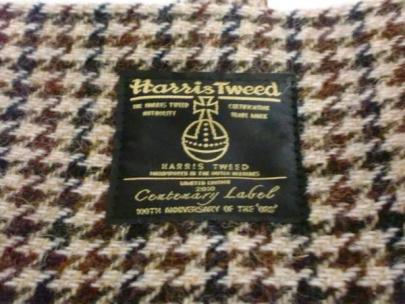 Harris Tweed
THE HARRIS TWEED CERTIFICATION
AUTHORITY TRADE MARK
HARRIS TWEED
HANDWOVEN IN THE OUTER HEBRIDES
LIMITED EDITION
2010
Centenary Label
100TH ANNIVERSARY OF THE "ORB"